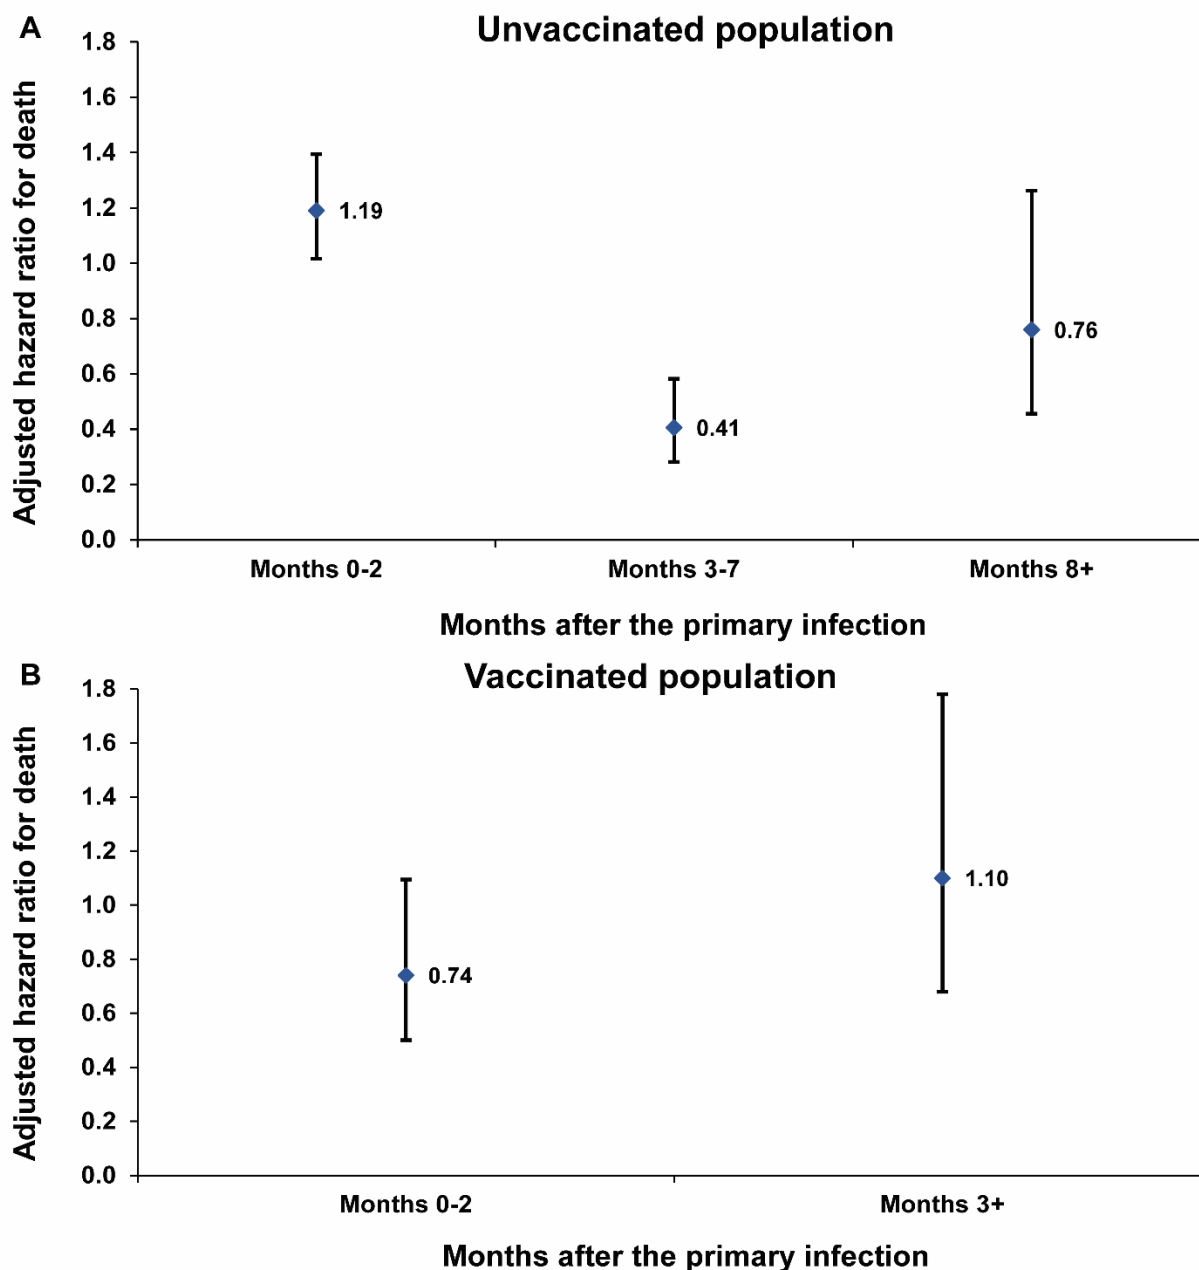 A
Unvaccinated population
Adjusted hazard ratio for death
1.8
1.6
1.4
1.2
1.0
0.8
0.6
0.4
0.2
0.0
1.19
0.41
0.76
Months 0-2
Months 3-7
Months 8+
Months after the primary infection
B
Vaccinated population
Adjusted hazard ratio for death
1.8
1.6
1.4
1.2
1.0
0.8
0.6
0.4
0.2
0.0
0.74
1.10
Months 0-2
Months 3+
Months after the primary infection